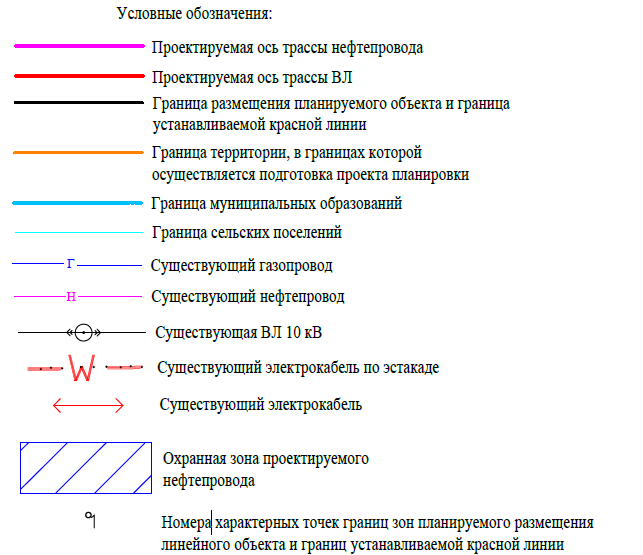 Условные обозначения:
Проектируемая ось трассы нефтепровода
Проектируемая ось трассы ВЛ
Граница размещения планируемого объекта и граница
устанавливаемой красной линии
Граница территории, в границах которой
осуществляется подготовка проекта планировки
Граница муниципальных образований
Граница сельских поселений
Г Существующий газопровод
Н Существующий нефтепровод
Существующая ВЛ 10 кВ
W Существующий электрокабель по эстакаде
Существующий электрокабель
Охранная зона проектируемого
нефтепровода
Номера характерных точек границ зон планируемого размещения
линейного объекта и границ устанавливаемой красной линии